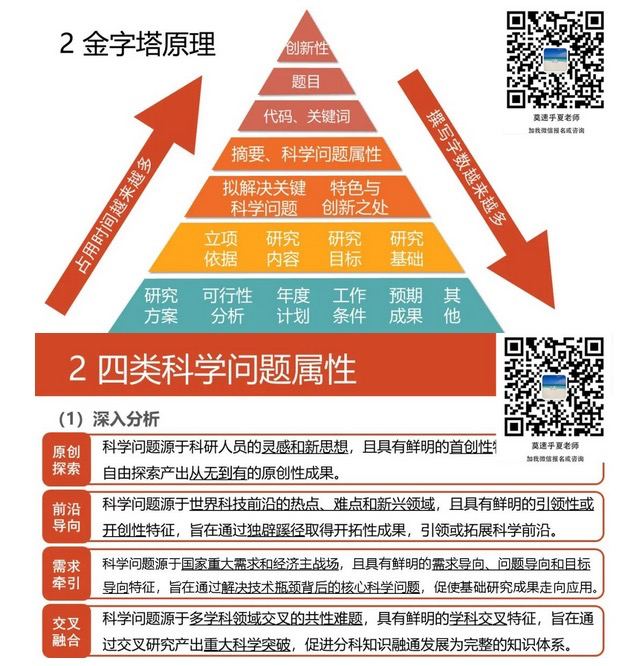 2 金字塔原理
创新性
题目
代码、关键词
摘要、科学问题属性
拟解决关键 特色与
科学问题 创新之处
立项 研究 研究 研究
依据 内容 目标 基础
研究 可行性 年度 工作 预期 其
方案 分析 计划 条件 成果 他
占用时间越来越多
撰写字数越来越多
莫速乎夏老师
加我微信报名或咨询
2 四类科学问题属性
莫速乎夏老师
加我微信报名或咨询
（1）深入分析
原创
探索
科学问题源于科研人员的灵感和新思想，且具有鲜明的首创性
自由探索产出从无到有的原创性成果。
前沿
导向
科学问题源于世界科技前沿的热点、难点和新兴领域，且具有鲜明的引领性或
开创性特征，旨在通过独辟蹊径取得开拓性成果，引领或拓展科学前沿。
需求
牵引
科学问题源于国家重大需求和经济主战场，且具有鲜明的需求导向、问题导向和目标
导向特征，旨在通过解决技术瓶颈背后的核心科学问题，促使基础研究成果走向应用。
交叉
融合
科学问题源于多学科领域交叉的共性难题，具有鲜明的学科交叉特征，旨在通
过交叉研究产出重大科学突破，促进分科知识融通发展为完整的知识体系。